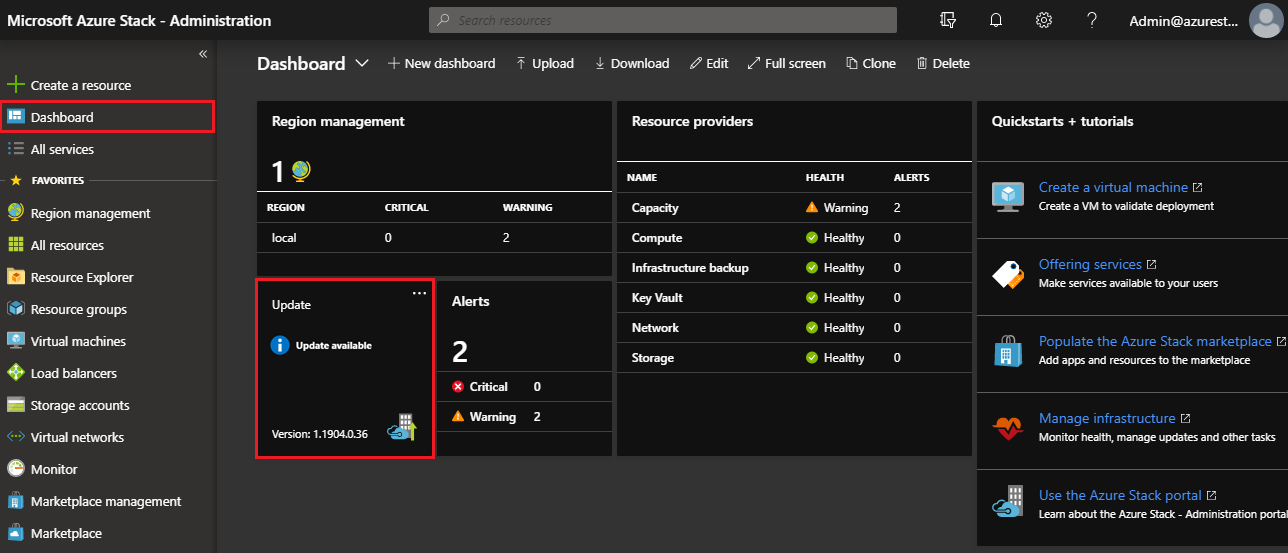 Microsoft Azure Stack - Administration
Search resources
Admin@azurest...
Create a resource
Dashboard
All services
FAVORITES
Region management
All resources
Resource Explorer
Resource groups
Virtual machines
Load balancers
Storage accounts
Virtual networks
Monitor
Marketplace management
Marketplace
Dashboard
New dashboard
Upload
Download
Edit
Full screen
Clone
Delete
Region management
1
REGION CRITICAL WARNING
local 0 2
Update
Update available
Version: 1.1904.0.36
Alerts
2
Critical 0
Warning 2
Resource providers
NAME HEALTH ALERTS
Capacity Warning 2
Compute Healthy 0
Infrastructure backup Healthy 0
Key Vault Healthy 0
Network Healthy 0
Storage Healthy 0
Quickstarts + tutorials
Create a virtual machine
Create a VM to validate deployment
Offering services
Make services available to your users
Populate the Azure Stack marketplace
Add apps and resources to the marketplace
Manage infrastructure
Monitor health, manage updates and other tasks
Use the Azure Stack portal
Learn about the Azure Stack - Administration portal